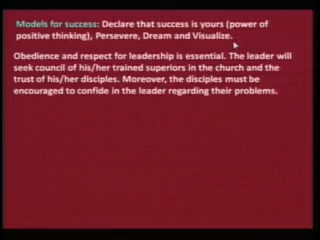 Models for success: Declare that success is yours (power of
positive thinking), Persevere, Dream and Visualize.
Obedience and respect for leadership is essential. The leader will
seek council of his/her trained superiors in the church and the
trust of his/her disciples. Moreover, the disciples must be
encouraged to confide in the leader regarding their problems.